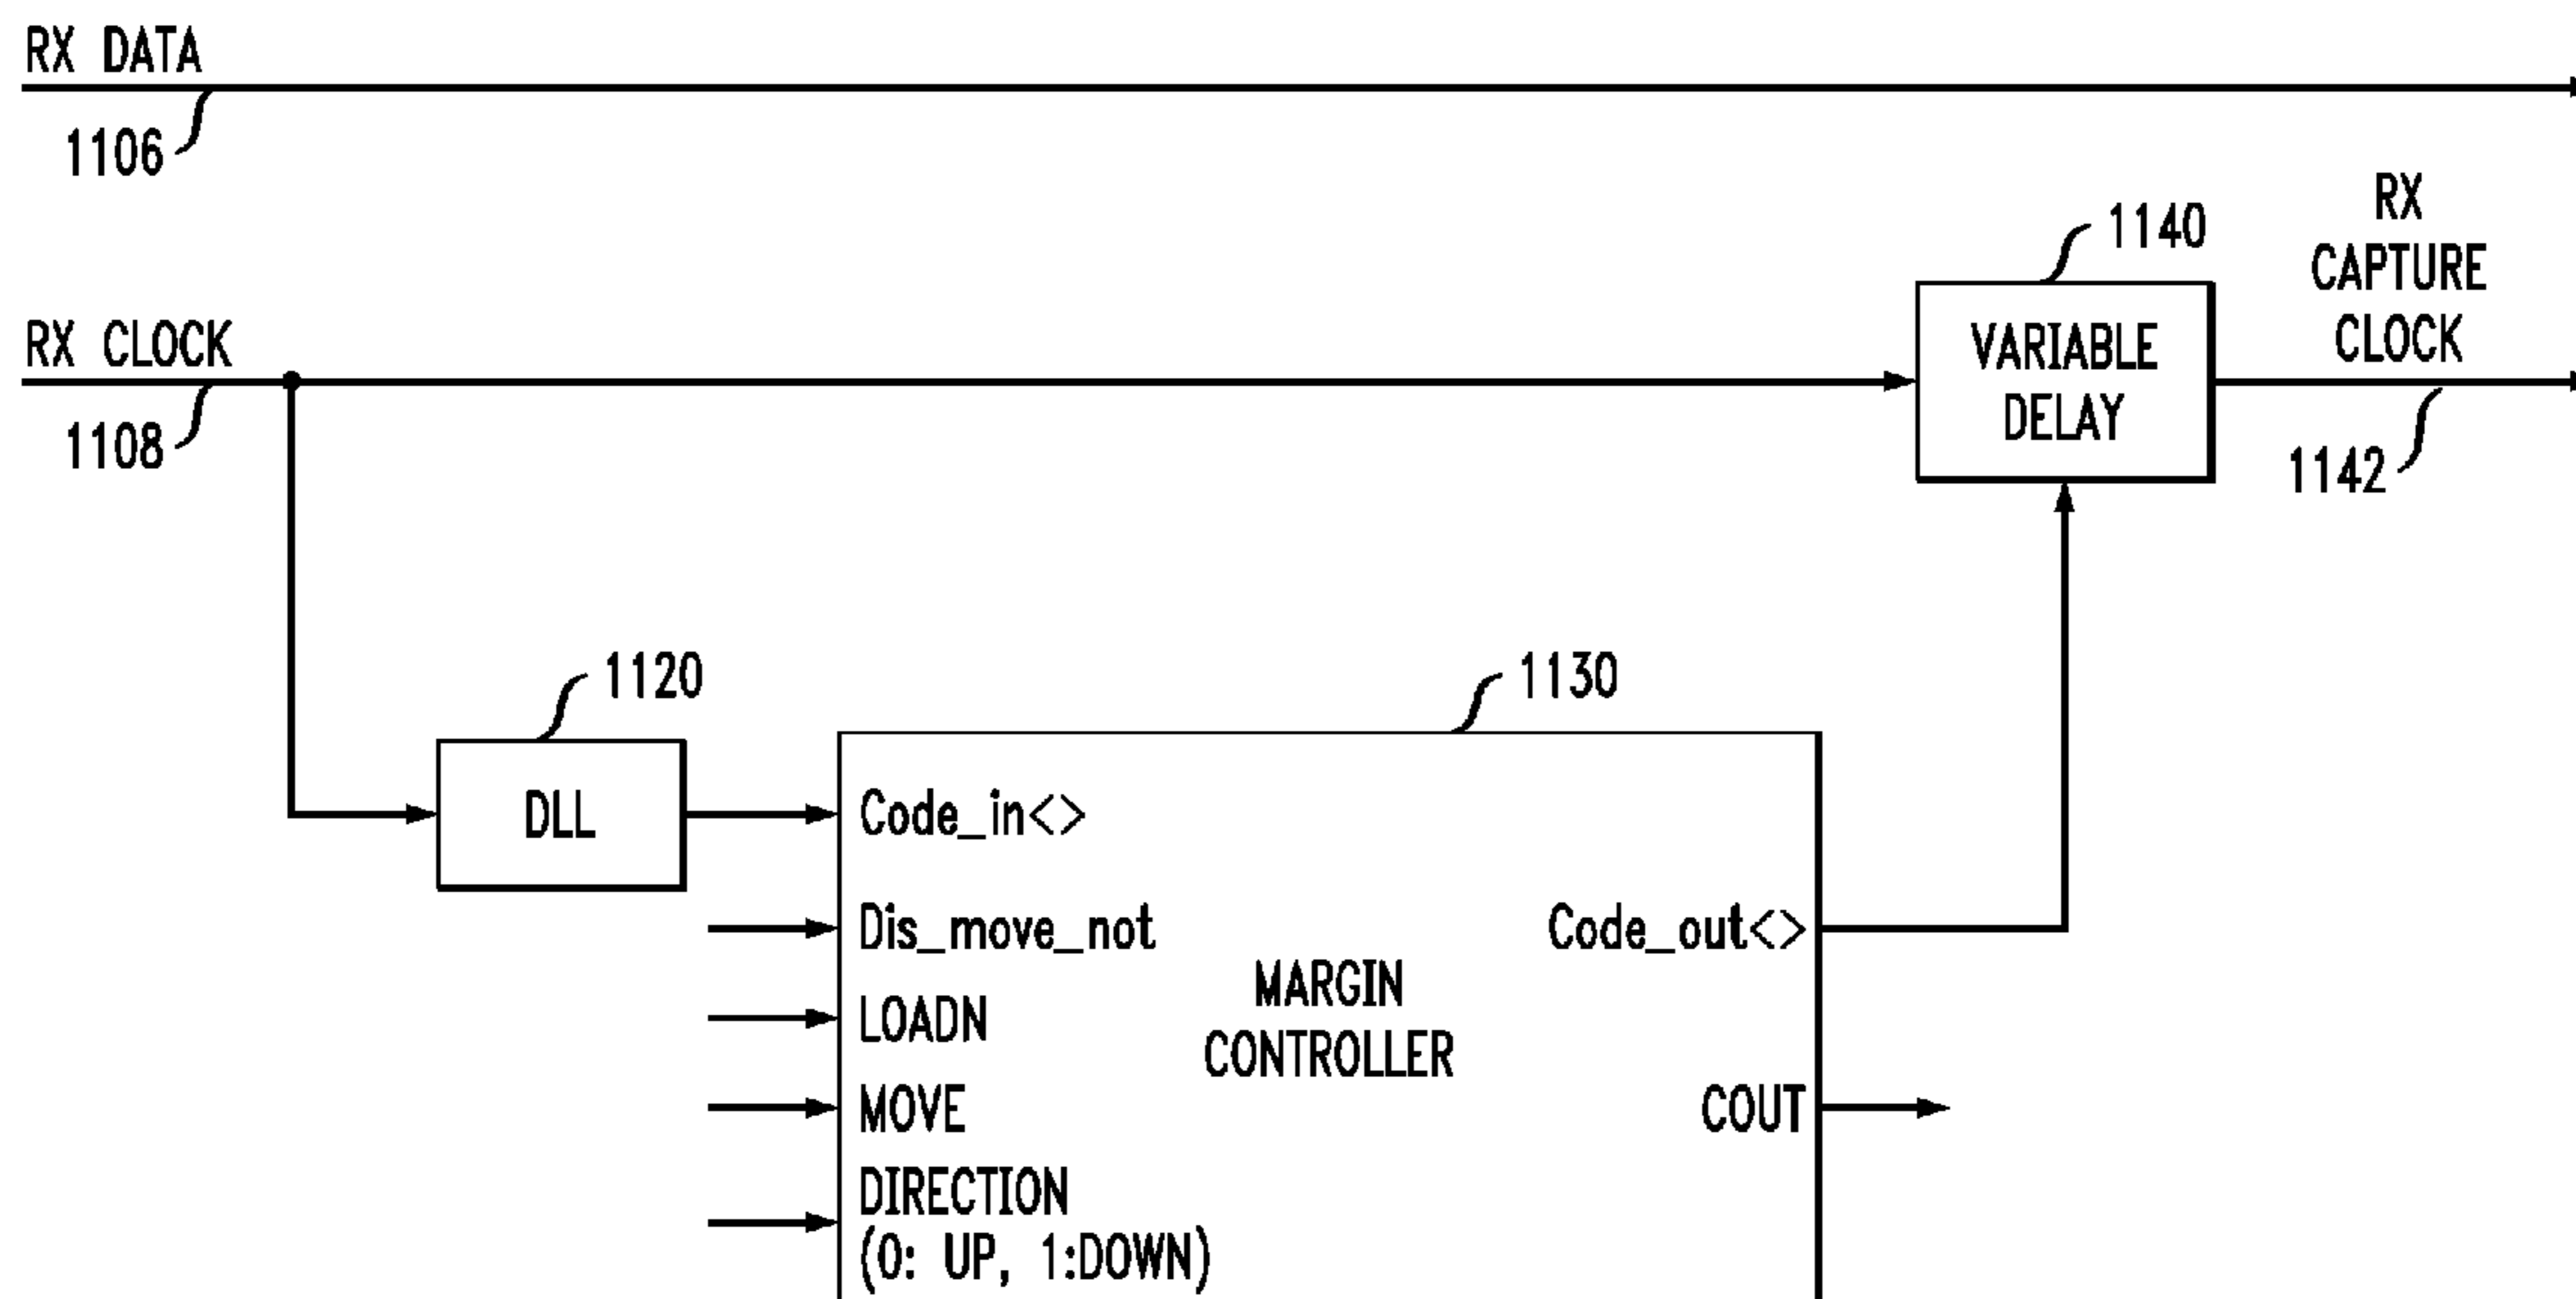 RX DATA
1106
RX
CAPTURE
CLOCK
1140
VARIABLE
DELAY
RX CLOCK
1108
1142
1120
1130
DLL
Code_in<>
Dis_move_not
Code_out<>
MARGIN
CONTROLLER
LOADN
MOVE
COUT
DIRECTION
(0: UP, 1:DOWN)